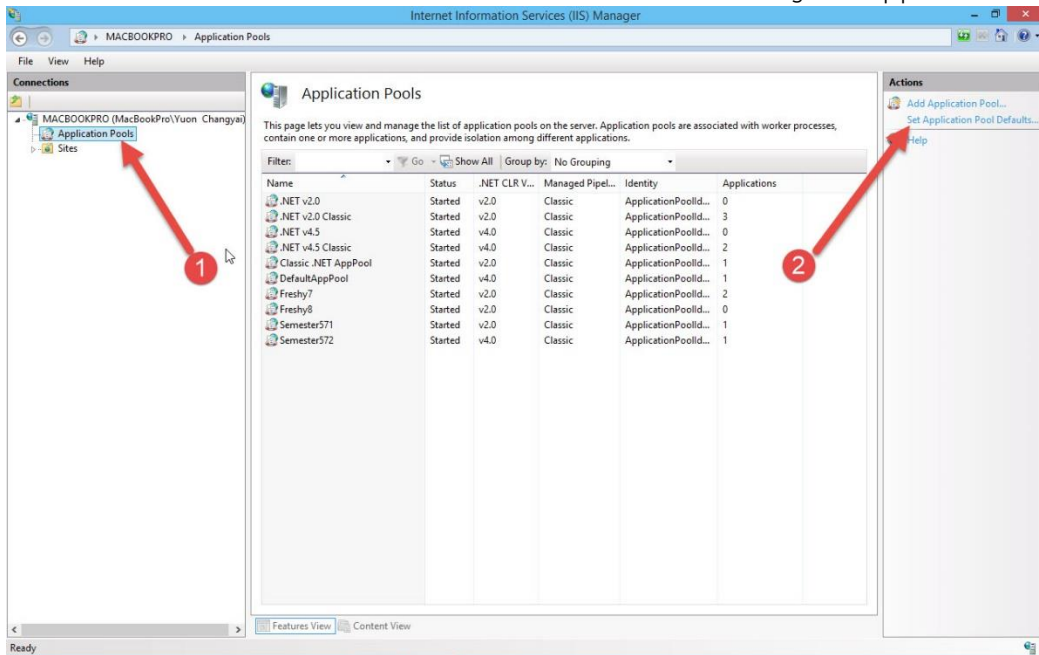 Internet Information Services (IIS) Manager
MACBOOKPRO Application Pools
File View Help
Connections
MACBOOKPRO (MacBookPro\Yuon Changyai)
Application Pools
Sites
1
Application Pools
This page lets you view and manage the list of application pools on the server. Application pools are associated with worker processes,
contain one or more applications, and provide isolation among different applications.
Filter: Go Show All Group by: No Grouping
Name Status .NET CLR V... Managed Pipel... Identity Applications
.NET v2.0 Started v2.0 Classic ApplicationPoolId... 0
.NET v2.0 Classic Started v2.0 Classic ApplicationPoolId... 3
.NET v4.5 Started v4.0 Classic ApplicationPoolId... 0
.NET v4.5 Classic Started v4.0 Classic ApplicationPoolId... 2
Classic .NET AppPool Started v2.0 Classic ApplicationPoolId... 1
DefaultAppPool Started v4.0 Classic ApplicationPoolId... 1
Freshy7 Started v2.0 Classic ApplicationPoolId... 2
Freshy8 Started v2.0 Classic ApplicationPoolId... 0
Semester571 Started v2.0 Classic ApplicationPoolId... 1
Semester572 Started v4.0 Classic ApplicationPoolId... 1
Features View Content View
Actions
Add Application Pool...
Set Application Pool Defaults...
Help
2
Ready